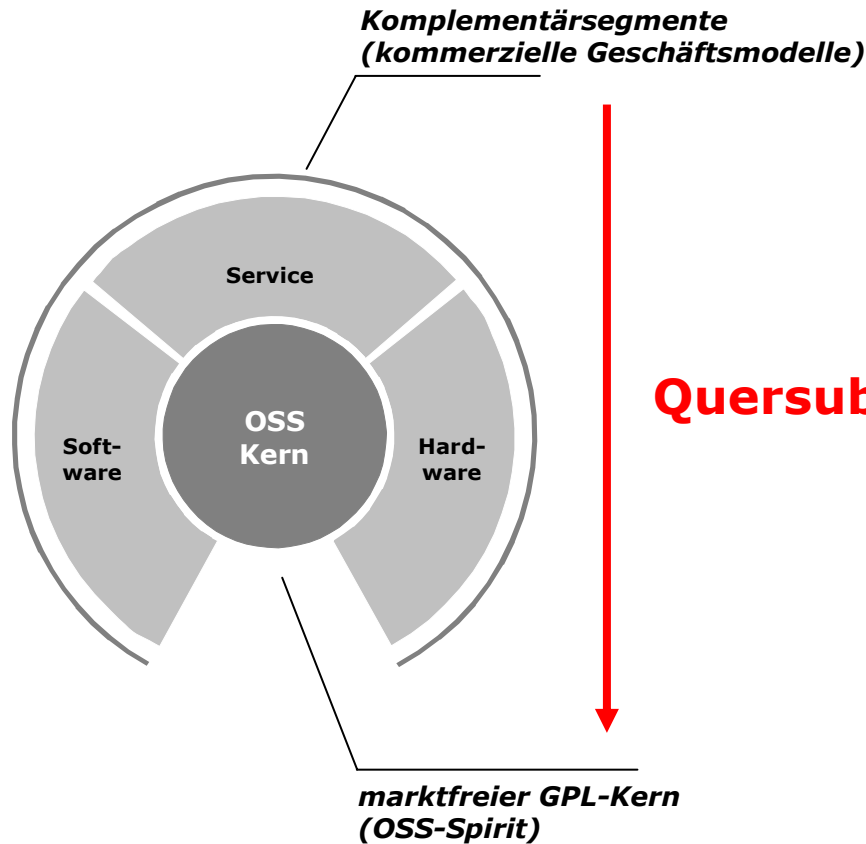 Komplementärsegmente
(kommerzielle Geschäftsmodelle)
Service
OSS
Kern
Soft-
ware
Hard-
ware
Quersub
marktfreier GPL-Kern
(OSS-Spirit)